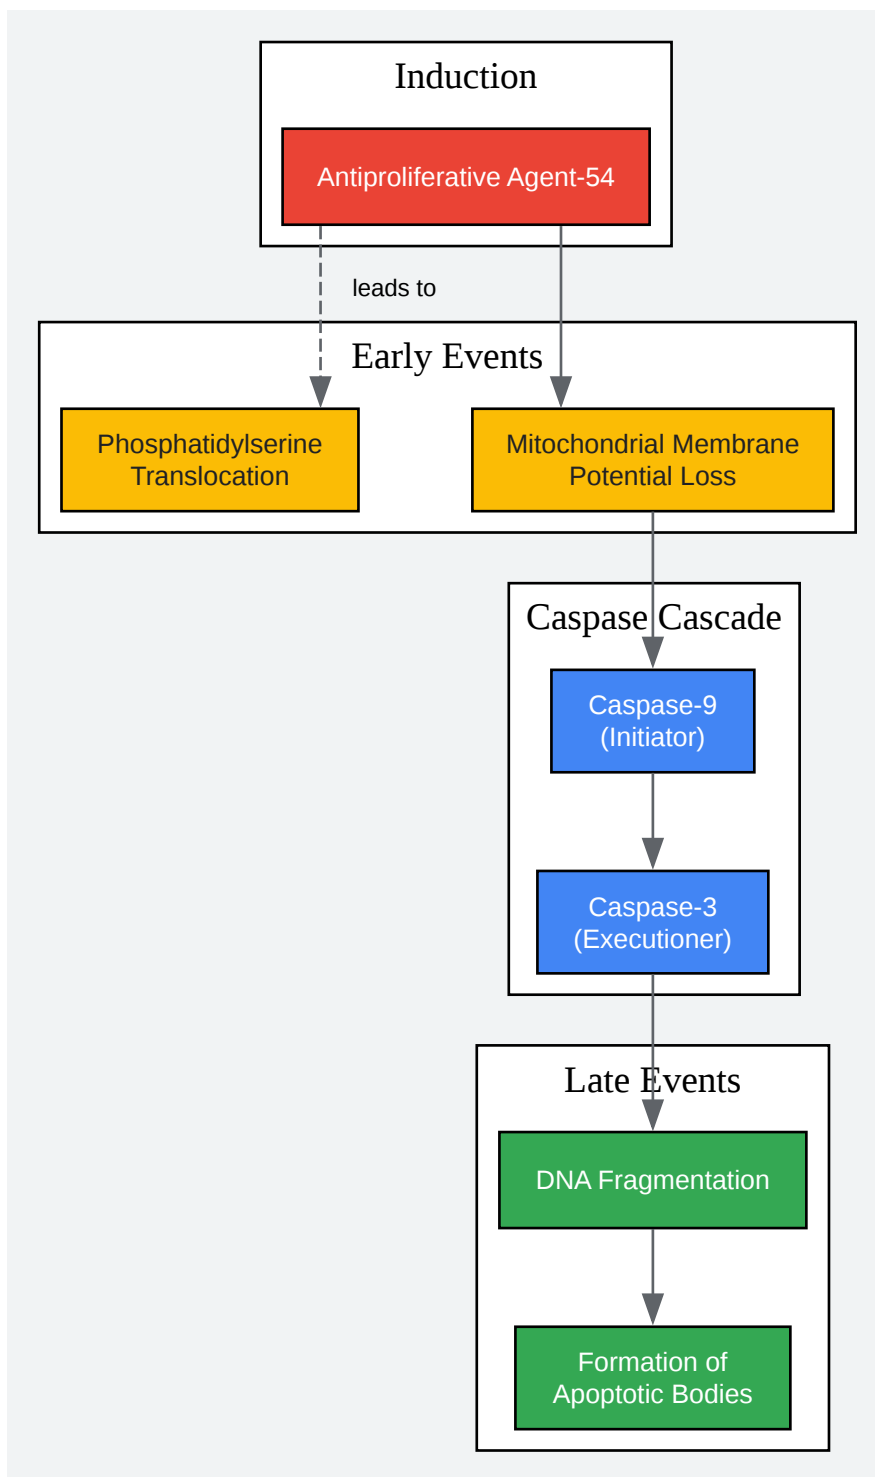 Induction
Antiproliferative Agent-54
leads to
Early Events
Phosphatidylserine
Translocation
Mitochondrial Membrane
Potential Loss
Caspase Cascade
Caspase-9
(Initiator)
Caspase-3
(Executioner)
Late Events
DNA Fragmentation
Formation of
Apoptotic Bodies